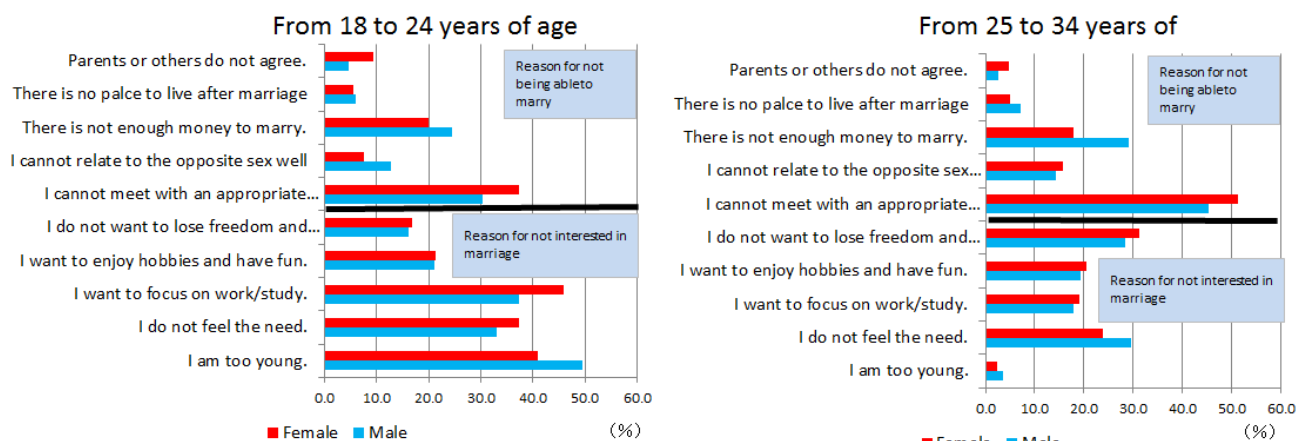 From 18 to 24 years of age
Parents or others do not agree.
There is no palce to live after marriage
There is not enough money to marry.
I cannot relate to the opposite sex well
I cannot meet with an appropriate...
I do not want to lose freedom and...
I want to enjoy hobbies and have fun.
I want to focus on work/study.
I do not feel the need.
I am too young.
Reason for not
being ableto
marry
Reason for not interested in
marriage
0.0 10.0 20.0 30.0 40.0 50.0 60.0
Female Male (%)
From 25 to 34 years of
Parents or others do not agree.
There is no palce to live after marriage
There is not enough money to marry.
I cannot relate to the opposite sex...
I cannot meet with an appropriate...
I do not want to lose freedom and...
I want to enjoy hobbies and have fun.
I want to focus on work/study.
I do not feel the need.
I am too young.
Reason for not
being ableto
marry
Reason for not interested in
marriage
0.0 10.0 20.0 30.0 40.0 50.0 60.0
Female Male (%)